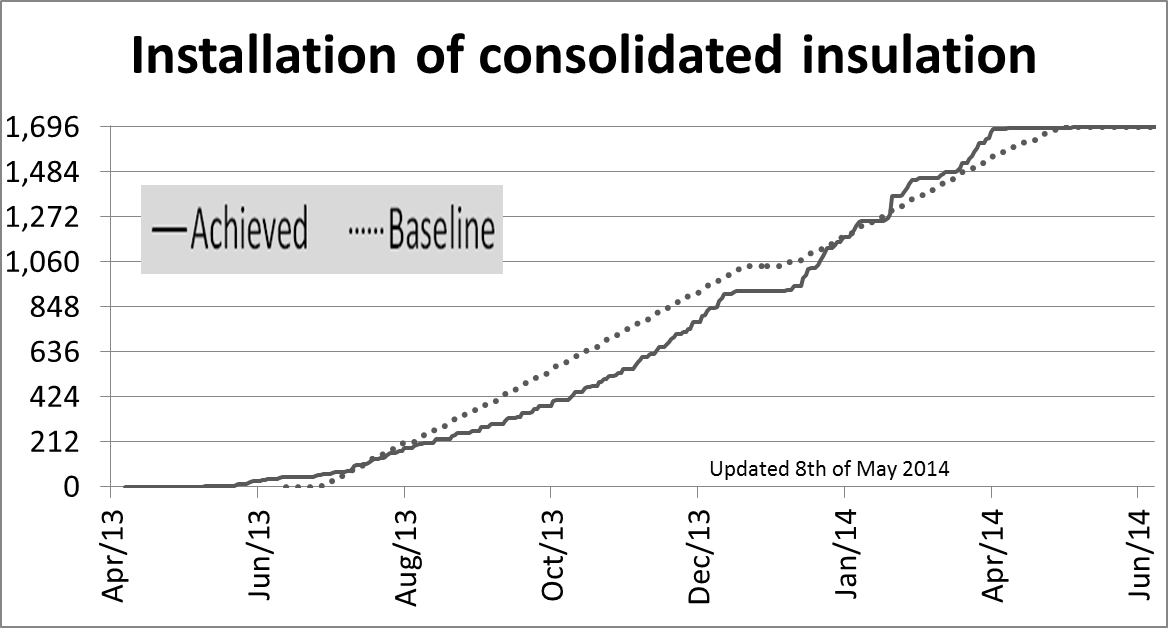 Installation of consolidated insulation
1,696
1,484
1,272
1,060
848
636
424
212
0
Achieved
Baseline
Updated 8th of May 2014
Apr/13
Jun/13
Aug/13
Oct/13
Dec/13
Jan/14
Apr/14
Jun/14